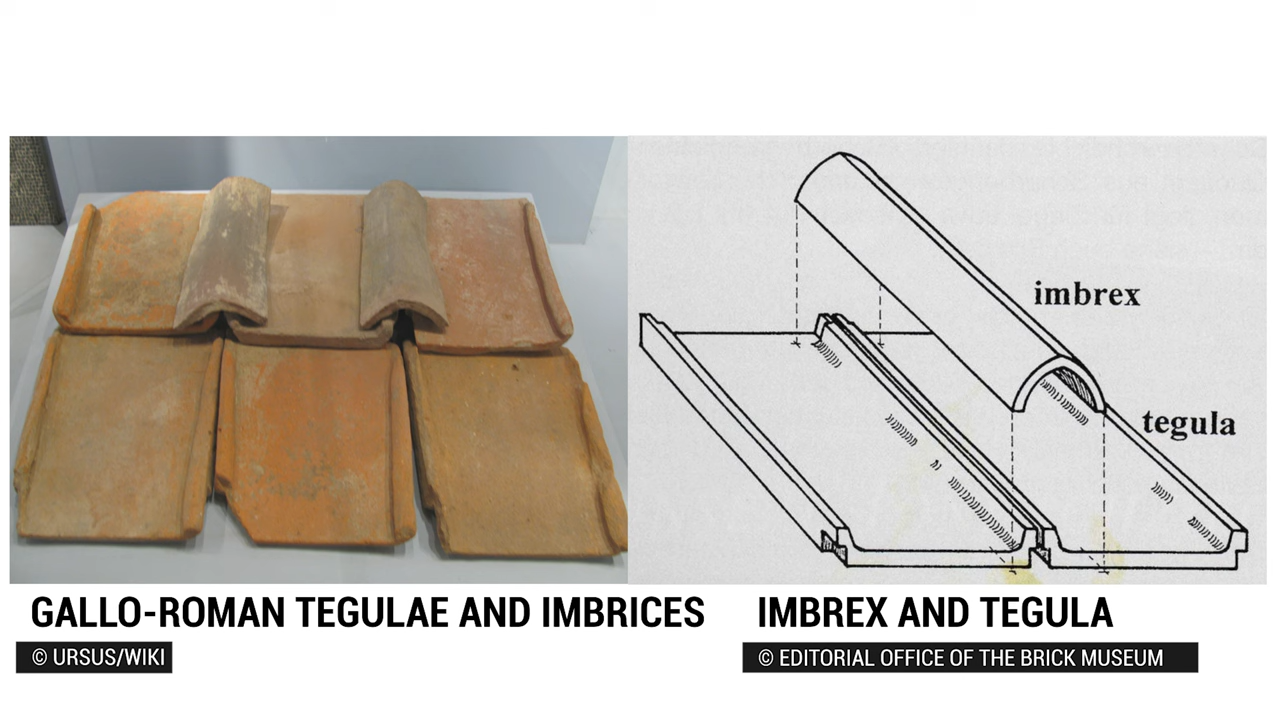 imbrex
tegula
GALLO-ROMAN TEGULAE AND IMBRICES
© URSUS/WIKI
IMBREX AND TEGULA
© EDITORIAL OFFICE OF THE BRICK MUSEUM